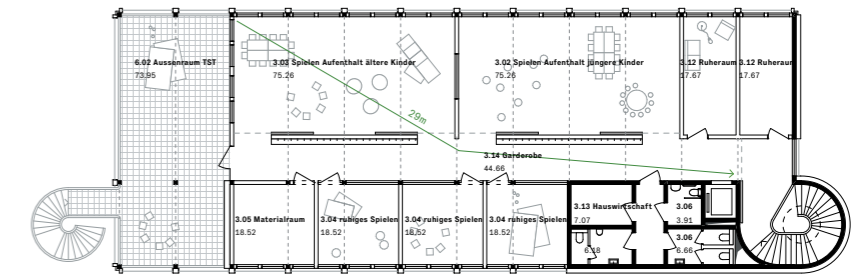 6.02 Aussenraum TST
73.95
3.03 Spielen Aufenthalt ältere Kinder
75.26
3.02 Spielen Aufenthalt jüngere Kinder
75.26
3.12 Ruheraum
17.67
3.12 Ruheraum
17.67
29m
3.14 Garderobe
44.66
3.05 Materialraum
18.52
3.04 ruhiges Spielen
18.52
3.04 ruhiges Spielen
18.52
3.04 ruhiges Spielen
18.52
3.13 Hauswirtschaft
7.07
3.06
3.91
6.18
3.06
6.66